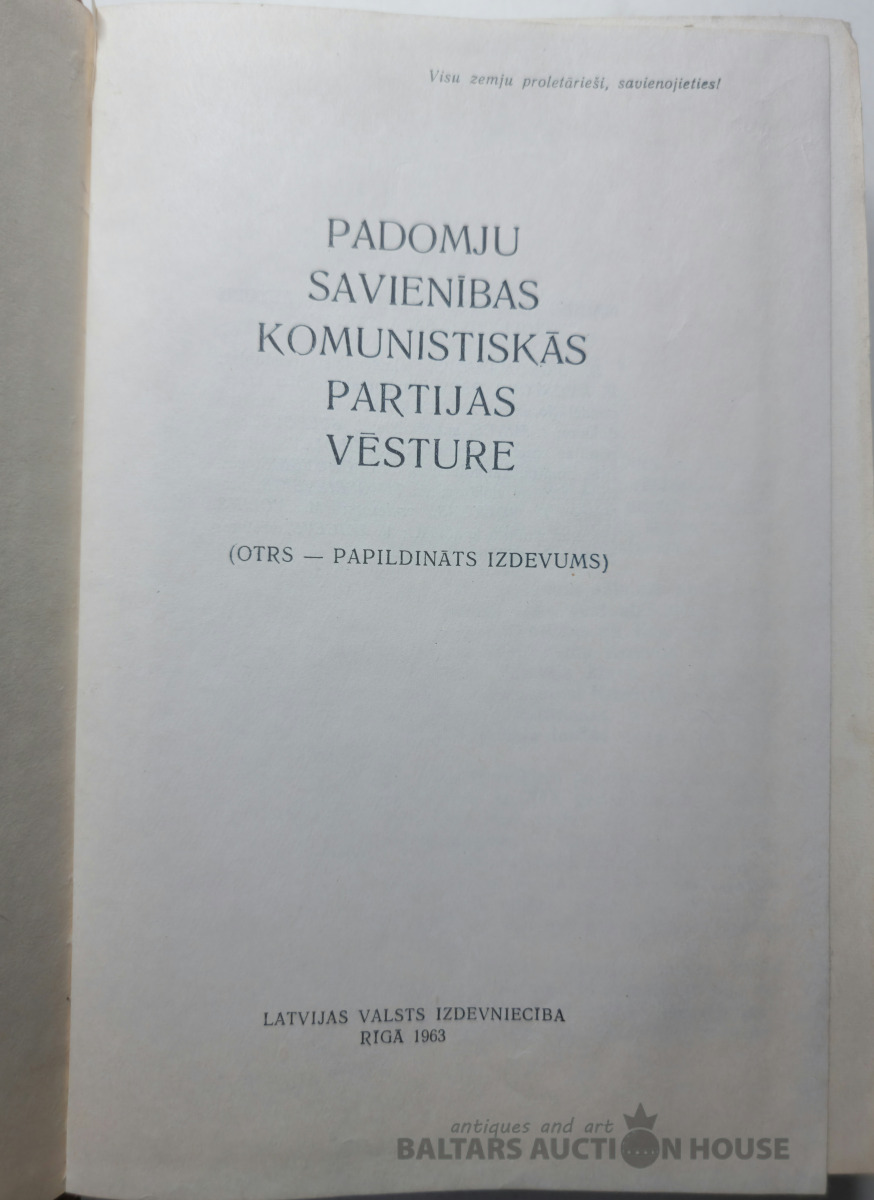 Visu zemju proletārieši, savienojieties!
PADOMJU
SAVIENĪBAS
KOMUNISTISKĀS
PARTIJAS
VĒSTURE
(OTRS — PAPILDINĀTS IZDEVUMS)
LATVIJAS VALSTS IZDEVNIECĪBA
RĪGĀ 1963
antiques and art
BALTARS AUCTION HOUSE